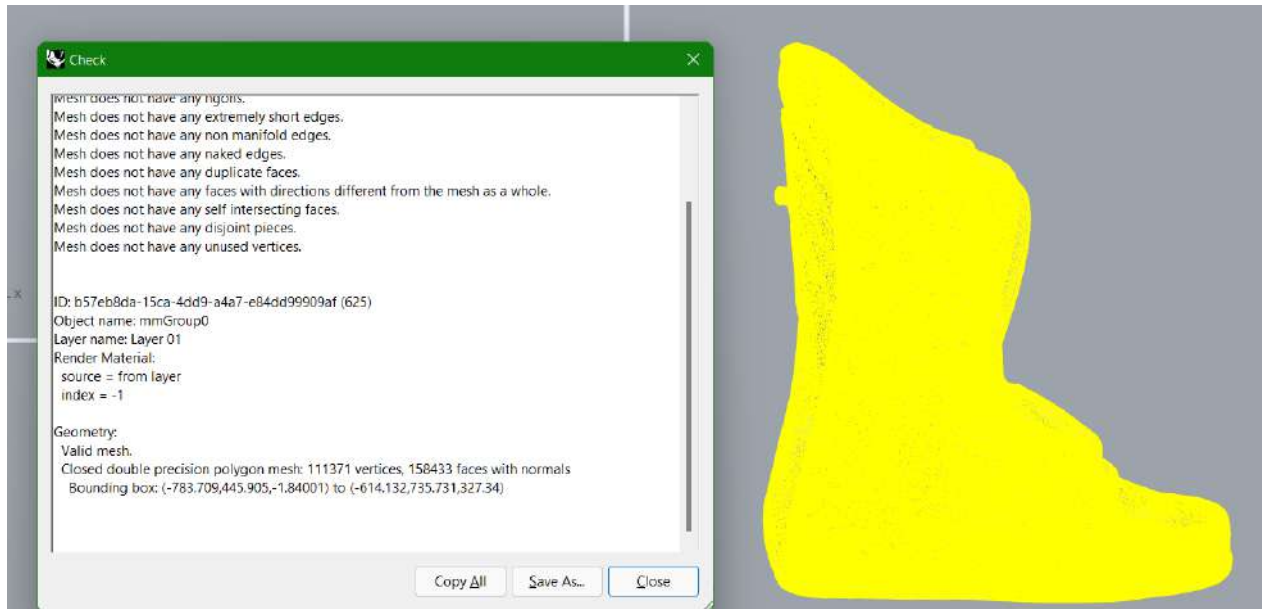 Check
Mesh does not have any ngons.
Mesh does not have any extremely short edges.
Mesh does not have any non manifold edges.
Mesh does not have any naked edges.
Mesh does not have any duplicate faces.
Mesh does not have any faces with directions different from the mesh as a whole.
Mesh does not have any self intersecting faces.
Mesh does not have any disjoint pieces.
Mesh does not have any unused vertices.
ID: b57eb8da-15ca-4dd9-a4a7-e84dd99909af (625)
Object name: mmGroup0
Layer name: Layer 01
Render Material:
source = from layer
index = -1
Geometry:
Valid mesh.
Closed double precision polygon mesh: 111371 vertices, 158433 faces with normals
Bounding box: (-783.709,445.905,-1.84001) to (-614.132,735.731,327.34)
Copy All
Save As...
Close